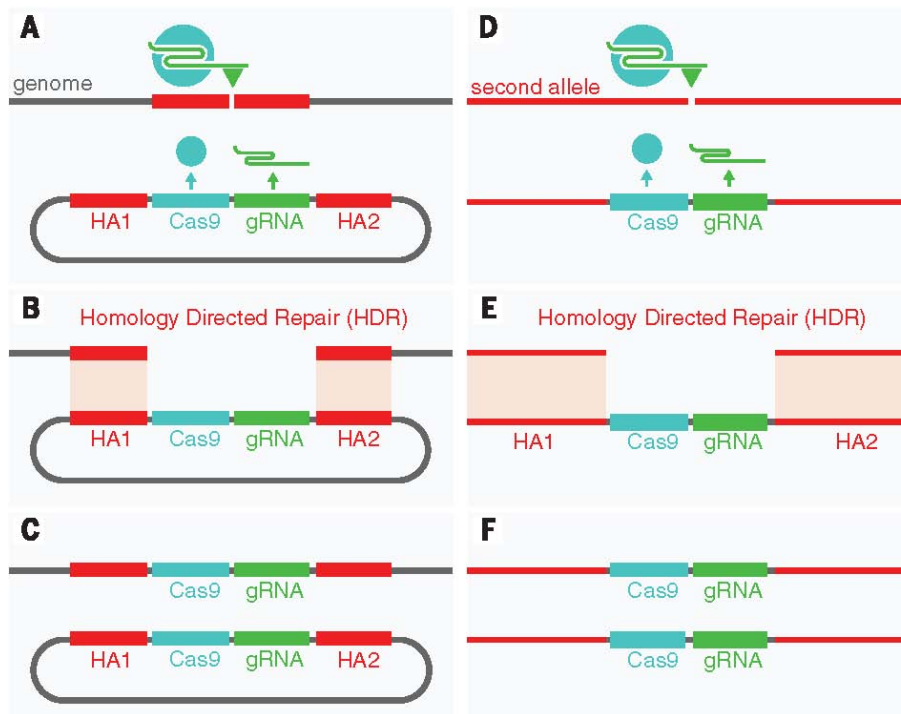 A
genome
HA1 Cas9 gRNA HA2
B
Homology Directed Repair (HDR)
HA1 Cas9 gRNA HA2
C
Cas9 gRNA
HA1 Cas9 gRNA HA2
D
second allele
Cas9 gRNA
E
Homology Directed Repair (HDR)
HA1 Cas9 gRNA HA2
F
Cas9 gRNA
Cas9 gRNA